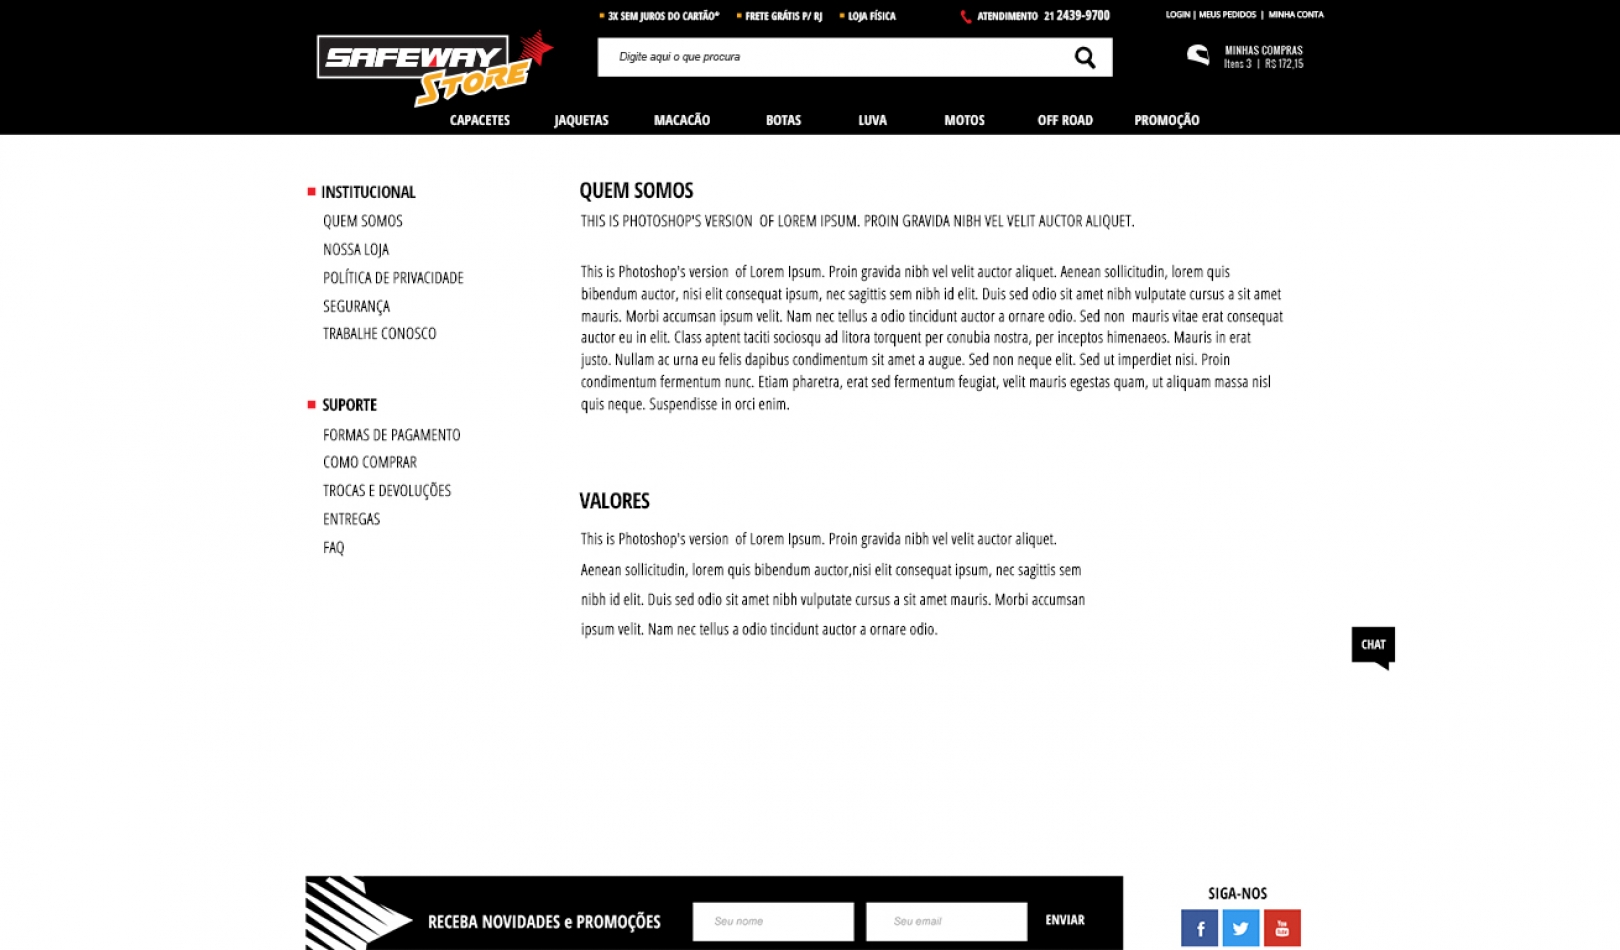 3X SEM JUROS DO CARTÃO* FRETE GRÁTIS P/ RJ LOJA FÍSICA ATENDIMENTO 21 2439-9700 LOGIN | MEUS PEDIDOS | MINHA CONTA
SAFEWAY
STORE
Digite aqui o que procura
MINHAS COMPRAS
Itens 3 | R$ 172,15
CAPACETES JAQUETAS MACACÃO BOTAS LUVA MOTOS OFF ROAD PROMOÇÃO
INSTITUCIONAL
QUEM SOMOS
NOSSA LOJA
POLÍTICA DE PRIVACIDADE
SEGURANÇA
TRABALHE CONOSCO
SUPORTE
FORMAS DE PAGAMENTO
COMO COMPRAR
TROCAS E DEVOLUÇÕES
ENTREGAS
FAQ
QUEM SOMOS
THIS IS PHOTOSHOP'S VERSION OF LOREM IPSUM. PROIN GRAVIDA NIBH VEL VELIT AUCTOR ALIQUET.
This is Photoshop's version of Lorem Ipsum. Proin gravida nibh vel velit auctor aliquet. Aenean sollicitudin, lorem quis
bibendum auctor, nisi elit consequat ipsum, nec sagittis sem nibh id elit. Duis sed odio sit amet nibh vulputate cursus a sit amet
mauris. Morbi accumsan ipsum velit. Nam nec tellus a odio tincidunt auctor a ornare odio. Sed non mauris vitae erat consequat
auctor eu in elit. Class aptent taciti sociosqu ad litora torquent per conubia nostra, per inceptos himenaeos. Mauris in erat
justo. Nullam ac urna eu felis dapibus condimentum sit amet a augue. Sed non neque elit. Sed ut imperdiet nisi. Proin
condimentum fermentum nunc. Etiam pharetra, erat sed fermentum feugiat, velit mauris egestas quam, ut aliquam massa nisl
quis neque. Suspendisse in orci enim.
VALORES
This is Photoshop's version of Lorem Ipsum. Proin gravida nibh vel velit auctor aliquet.
Aenean sollicitudin, lorem quis bibendum auctor,nisi elit consequat ipsum, nec sagittis sem
nibh id elit. Duis sed odio sit amet nibh vulputate cursus a sit amet mauris. Morbi accumsan
ipsum velit. Nam nec tellus a odio tincidunt auctor a ornare odio.
CHAT
RECEBA NOVIDADES e PROMOÇÕES Seu nome Seu email ENVIAR
SIGA-NOS
f You Tube